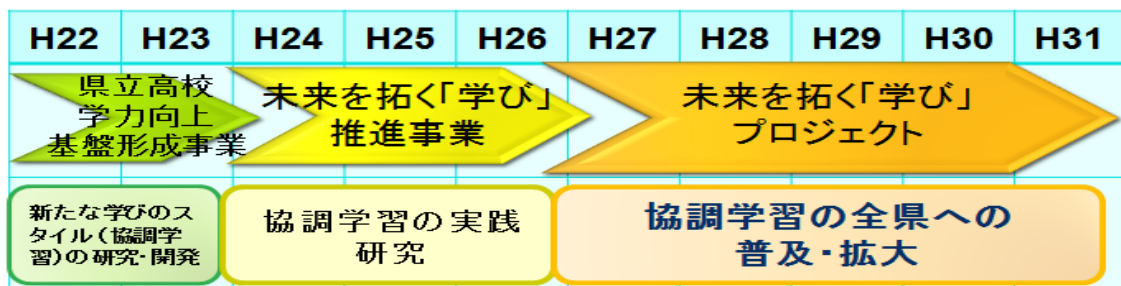 H22 H23 H24 H25 H26 H27 H28 H29 H30 H31
県立高校
学力向上
基盤形成事業
未来を拓く「学び」
推進事業
未来を拓く「学び」
プロジェクト
新たな学びのス
タイル(協調学
習)の研究・開発
協調学習の実践
研究
協調学習の全県への
普及・拡大